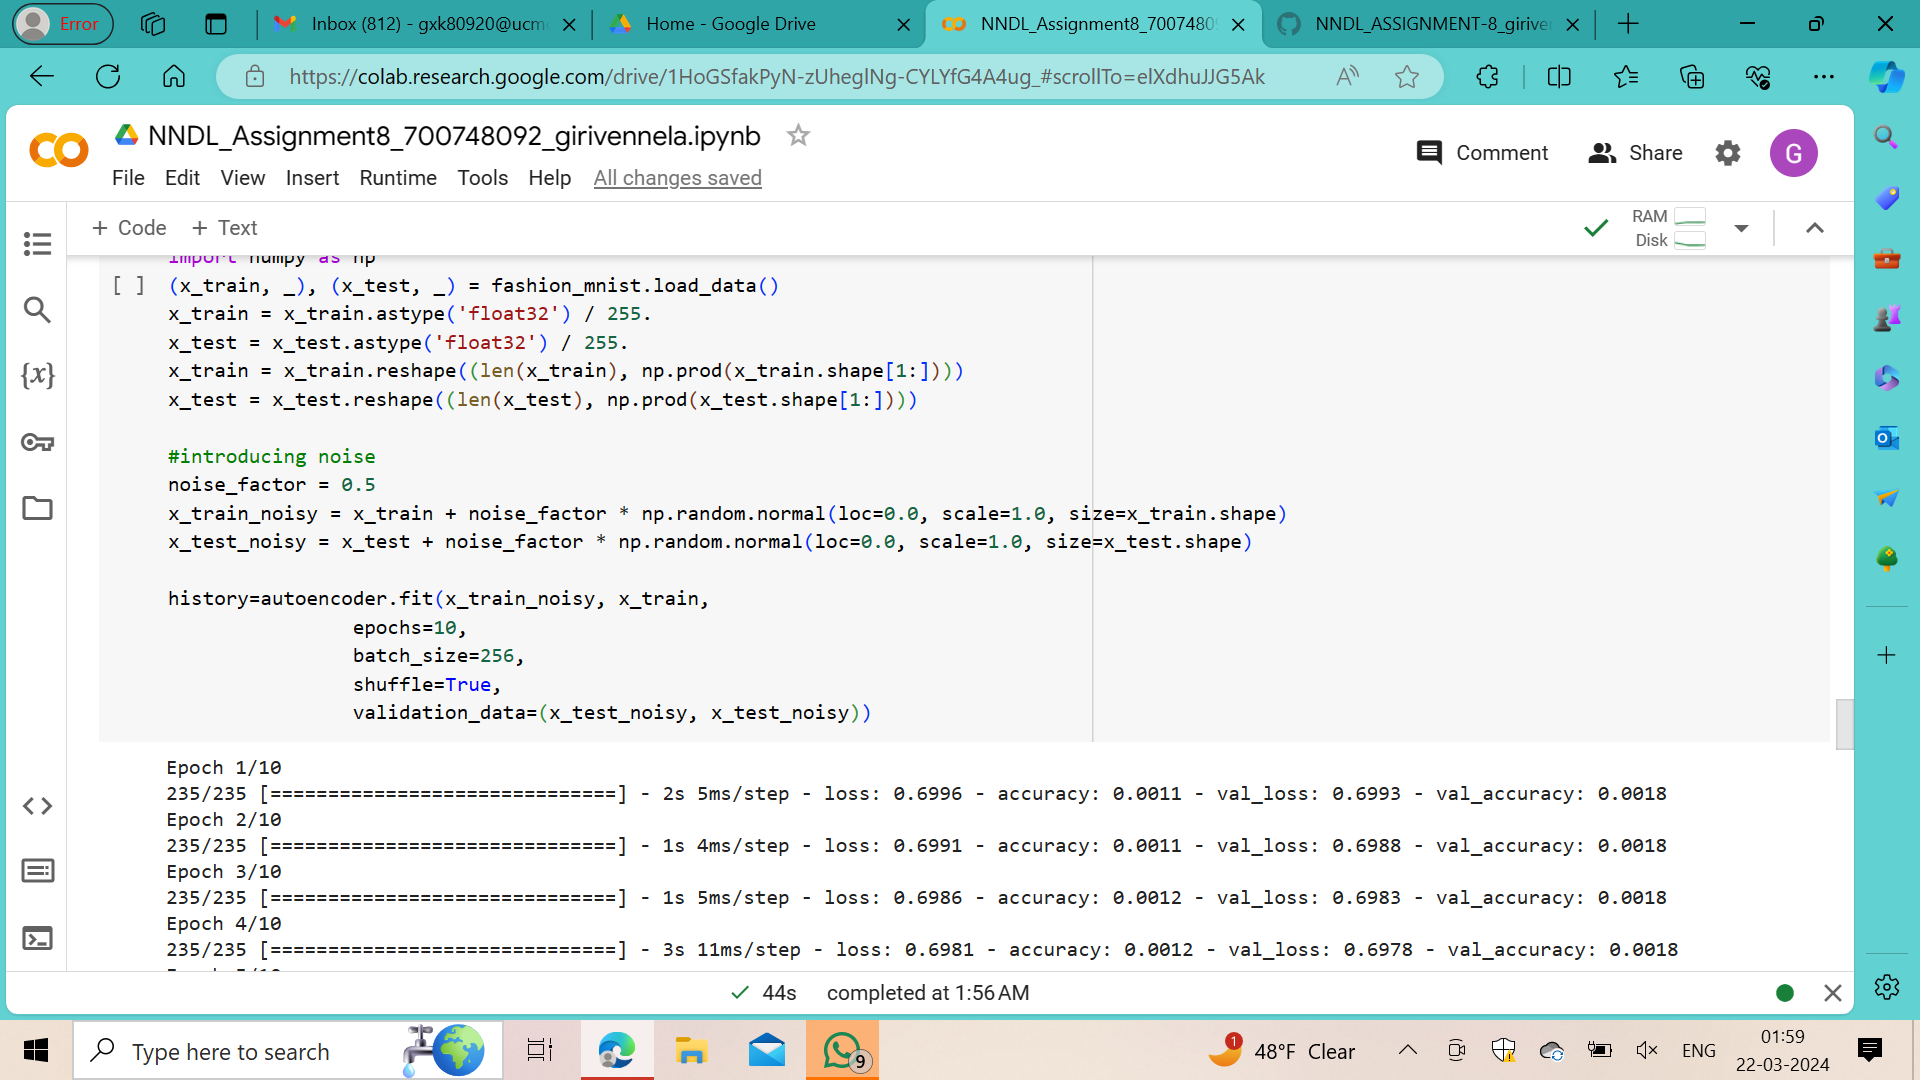 Error
Inbox (812) - gxk80920@ucm
Home - Google Drive
NNDL_Assignment8_70074809
NNDL_ASSIGNMENT-8_giriven
https://colab.research.google.com/drive/1HoGSfakPyN-zUheglNg-CYLYfG4A4ug_#scrollTo=elXdhuJJG5Ak
NNDL_Assignment8_700748092_girivennela.ipynb
Comment
Share
G
File Edit View Insert Runtime Tools Help All changes saved
+ Code + Text
RAM
Disk
import numpy as np
[ ] (x_train, _), (x_test, _) = fashion_mnist.load_data()
x_train = x_train.astype('float32') / 255.
x_test = x_test.astype('float32') / 255.
x_train = x_train.reshape((len(x_train), np.prod(x_train.shape[1:])))
x_test = x_test.reshape((len(x_test), np.prod(x_test.shape[1:])))
#introducing noise
noise_factor = 0.5
x_train_noisy = x_train + noise_factor * np.random.normal(loc=0.0, scale=1.0, size=x_train.shape)
x_test_noisy = x_test + noise_factor * np.random.normal(loc=0.0, scale=1.0, size=x_test.shape)
history=autoencoder.fit(x_train_noisy, x_train,
epochs=10,
batch_size=256,
shuffle=True,
validation_data=(x_test_noisy, x_test_noisy))
Epoch 1/10
235/235 [==============================] - 2s 5ms/step - loss: 0.6996 - accuracy: 0.0011 - val_loss: 0.6993 - val_accuracy: 0.0018
Epoch 2/10
235/235 [==============================] - 1s 4ms/step - loss: 0.6991 - accuracy: 0.0011 - val_loss: 0.6988 - val_accuracy: 0.0018
Epoch 3/10
235/235 [==============================] - 1s 5ms/step - loss: 0.6986 - accuracy: 0.0012 - val_loss: 0.6983 - val_accuracy: 0.0018
Epoch 4/10
235/235 [==============================] - 3s 11ms/step - loss: 0.6981 - accuracy: 0.0012 - val_loss: 0.6978 - val_accuracy: 0.0018
44s completed at 1:56 AM
Type here to search
9
1
48°F Clear
ENG
01:59
22-03-2024